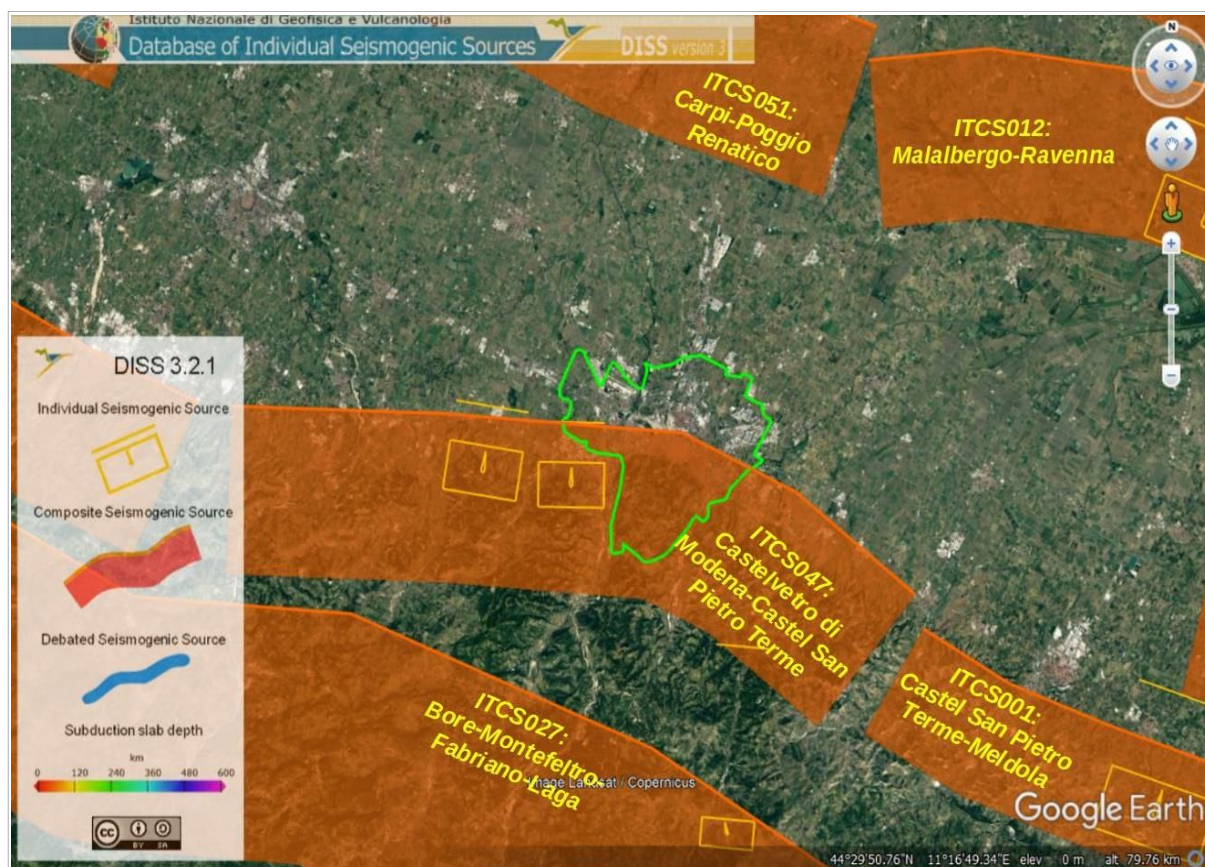 Istituto Nazionale di Geofisica e Vulcanologia
Database of Individual Seismogenic Sources
DISS version 3
N
ITCS051:
Carpi-Poggio
Renatico
ITCS012:
Malalbergo-Ravenna
DISS 3.2.1
Individual Seismogenic Source
Composite Seismogenic Source
Debated Seismogenic Source
Subduction slab depth
km
0 120 240 360 480 600
cc
BY SA
ITCS047:
Castelvetro di
Modena-Castel San
Pietro Terme
ITCS001:
Castel San Pietro
Terme-Meldola
ITCS027:
Bore-Montefeltro-
Fabriano-Laga
Image Landsat / Copernicus
Google Earth
44°29'50.76"N 11°16'49.34"E elev 0 m alt 79.76 km